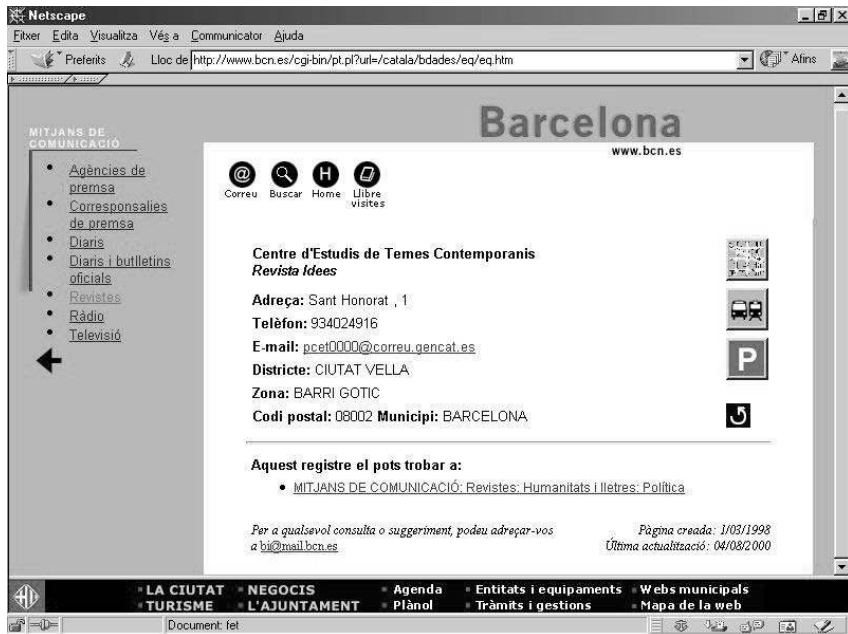 Netscape
Fitxer Edita Visualitza Vés a Communicator Ajuda
Preferits Lloc de http://www.bcn.es/cgi-bin/pt.pl?url=/catala/bdades/eq/eq.htm Afins
Barcelona
www.bcn.es
MITJANS DE
COMUNICACIÓ
Agències de
premsa
Corresponsalies
de premsa
Diaris
Diaris i butlletins
oficials
Revistes
Ràdio
Televisió
@ H
Correu Buscar Home Llibre
visites
Centre d'Estudis de Temes Contemporanis
Revista Idees
Adreça: Sant Honorat , 1
Telèfon: 934024916
E-mail: pcet0000@correu.gencat.es
Districte: CIUTAT VELLA
Zona: BARRI GOTIC
Codi postal: 08002 Municipi: BARCELONA
P
Aquest registre el pots trobar a:
MITJANS DE COMUNICACIÓ: Revistes: Humanitats i lletres: Política
Per a qualsevol consulta o suggeriment, podeu adreçar-vos
a bi@mail.bcn.es
Pàgina creada: 1/03/1998
Última actualització: 04/08/2000
LA CIUTAT NEGOCIS Agenda Entitats i equipaments Webs municipals
TURISME L'AJUNTAMENT Plànol Tràmits i gestions Mapa de la web
Document: fet